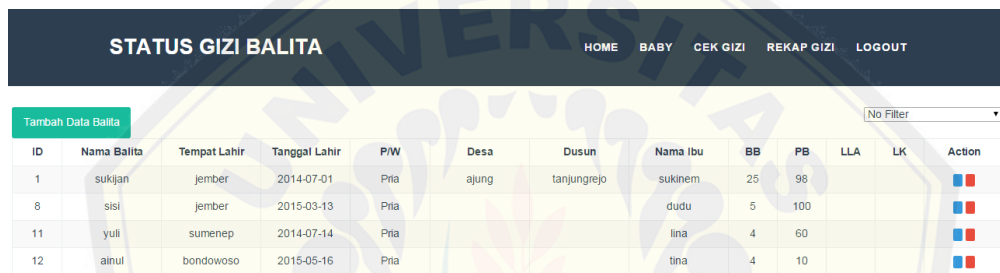 STATUS GIZI BALITA HOME BABY CEK GIZI REKAP GIZI LOGOUT
Tambah Data Balita No Filter
ID Nama Balita Tempat Lahir Tanggal Lahir P/W Desa Dusun Nama Ibu BB PB LLA LK Action
1 sukijan jember 2014-07-01 Pria ajung tanjungrejo sukinem 25 98
8 sisi jember 2015-03-13 Pria dudu 5 100
11 yuli sumenep 2014-07-14 Pria lina 4 60
12 ainul bondowoso 2015-05-16 Pria tina 4 10
UNIVERSITAS